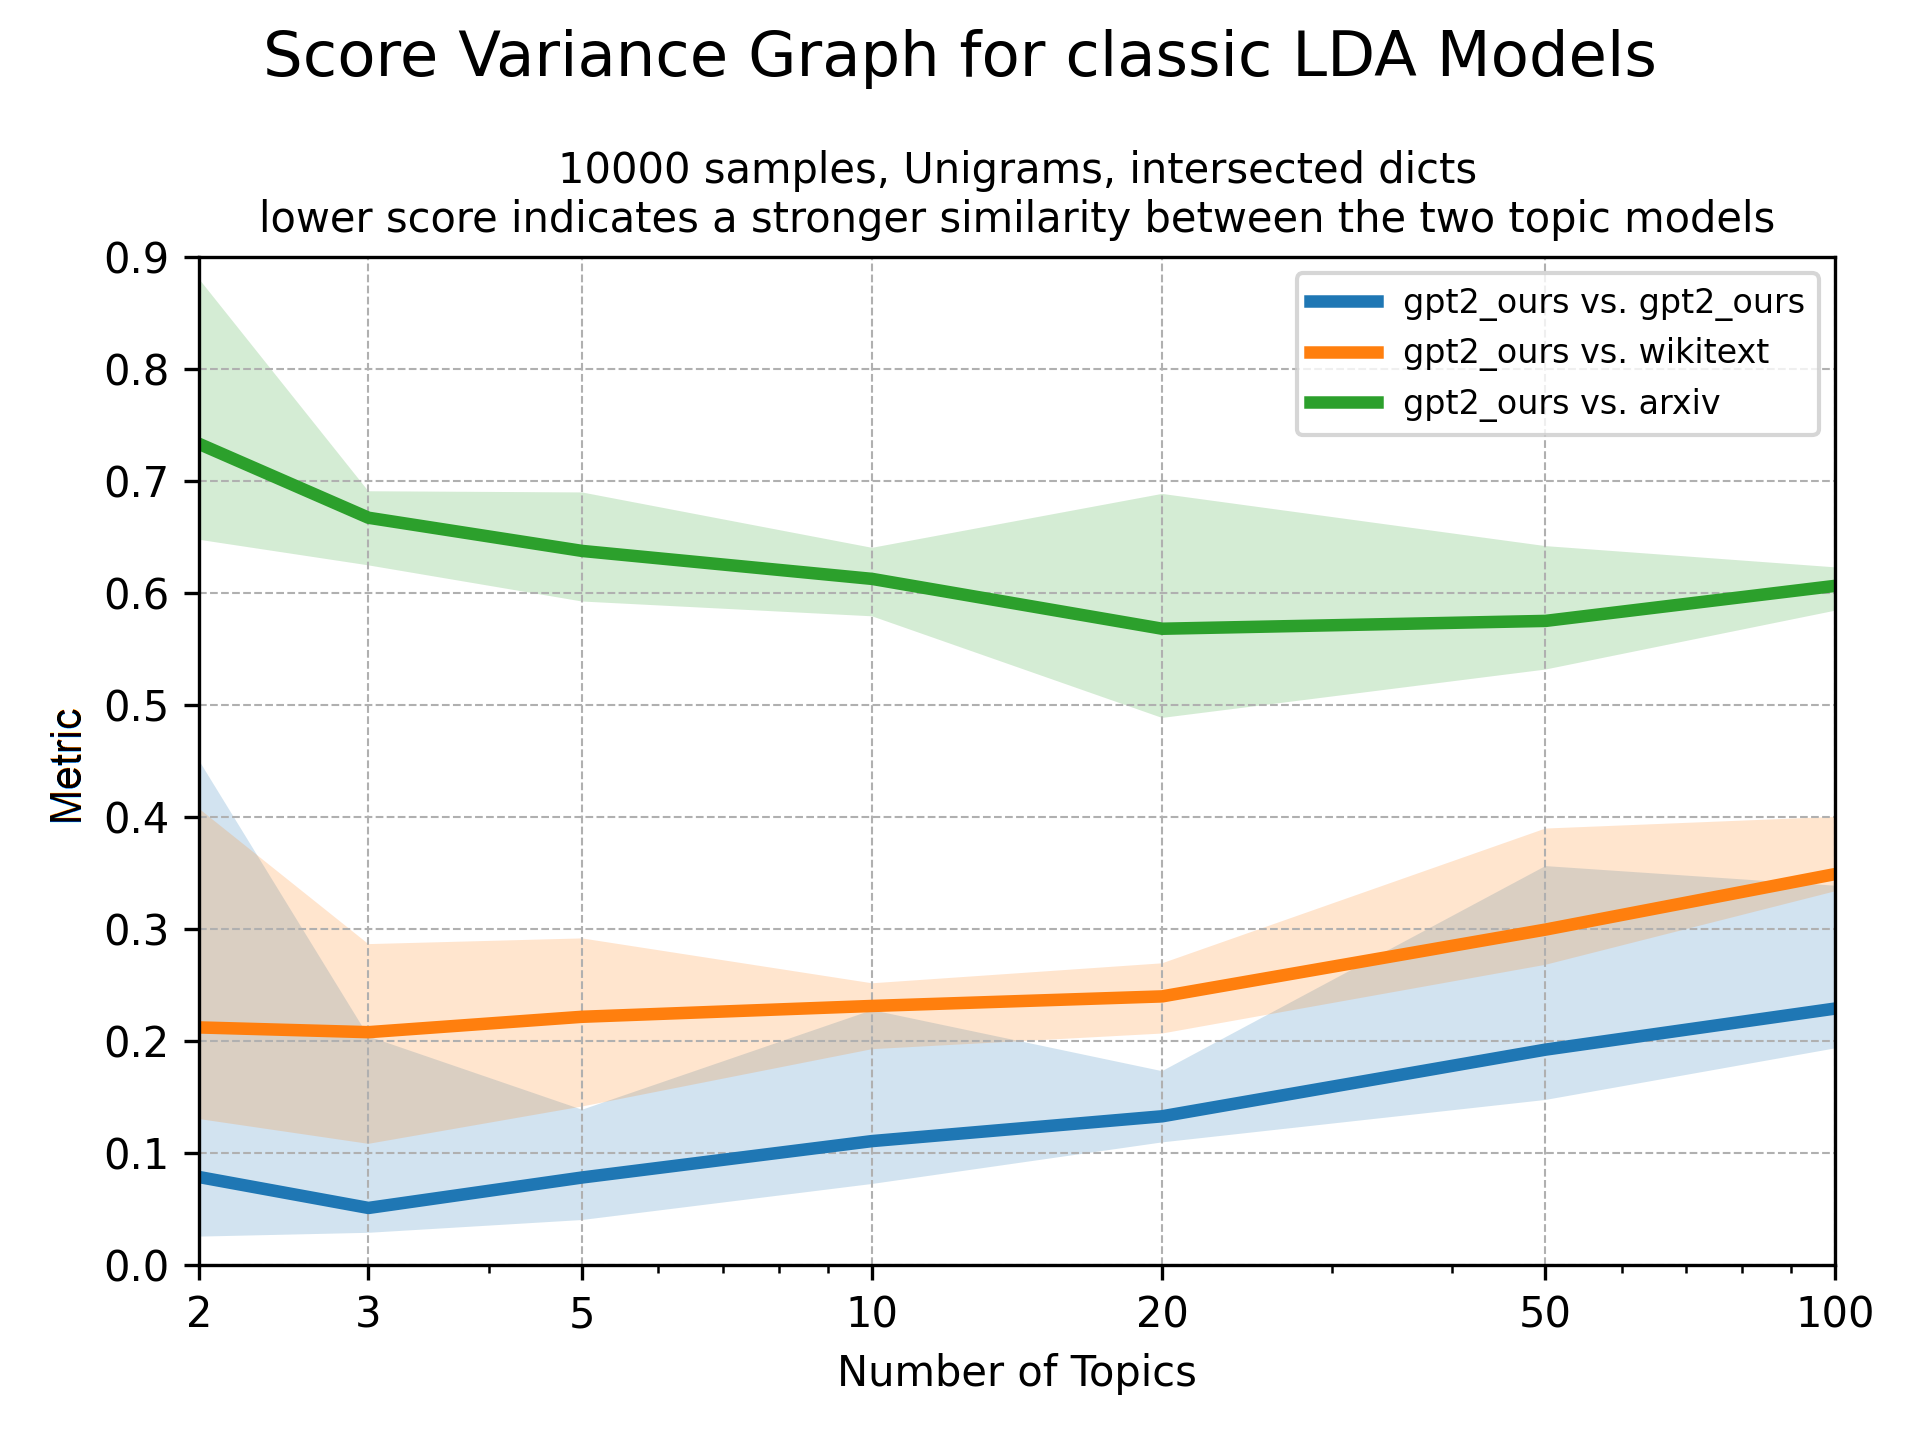 Score Variance Graph for classic LDA Models
10000 samples, Unigrams, intersected dicts
lower score indicates a stronger similarity between the two topic models
gpt2_ours vs. gpt2_ours
gpt2_ours vs. wikitext
gpt2_ours vs. arxiv
0.9
0.8
0.7
0.6
0.5
0.4
0.3
0.2
0.1
0.0
Metric
2 3 5 10 20 50 100
Number of Topics